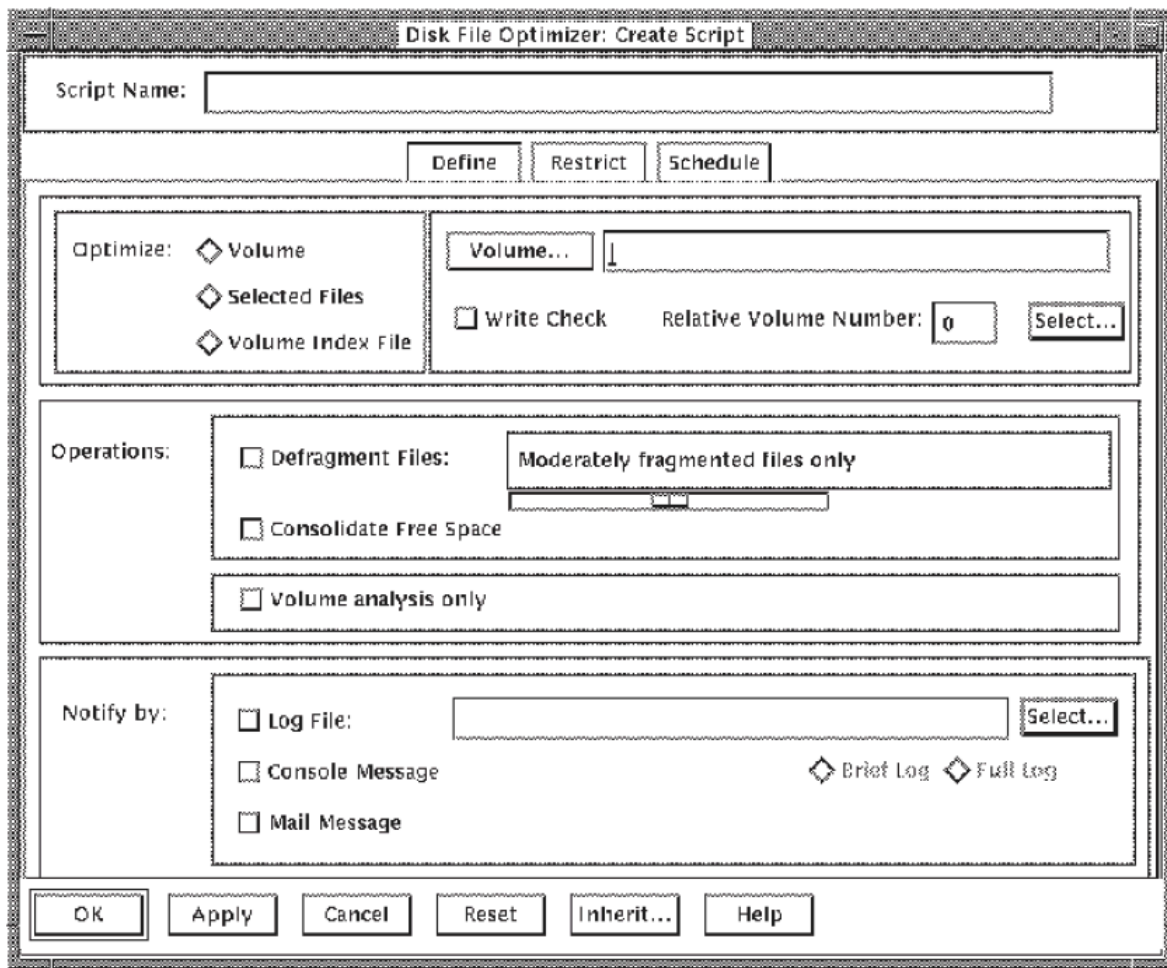 Disk File Optimizer: Create Script
Script Name:
Define Restrict Schedule
Optimize: Volume Volume...
Selected Files
Write Check Relative Volume Number: 0 Select...
Volume Index File
Operations: Defragment Files: Moderately fragmented files only
Consolidate Free Space
Volume analysis only
Notify by: Log File: Select...
Console Message Brief Log Full Log
Mail Message
OK Apply Cancel Reset Inherit... Help